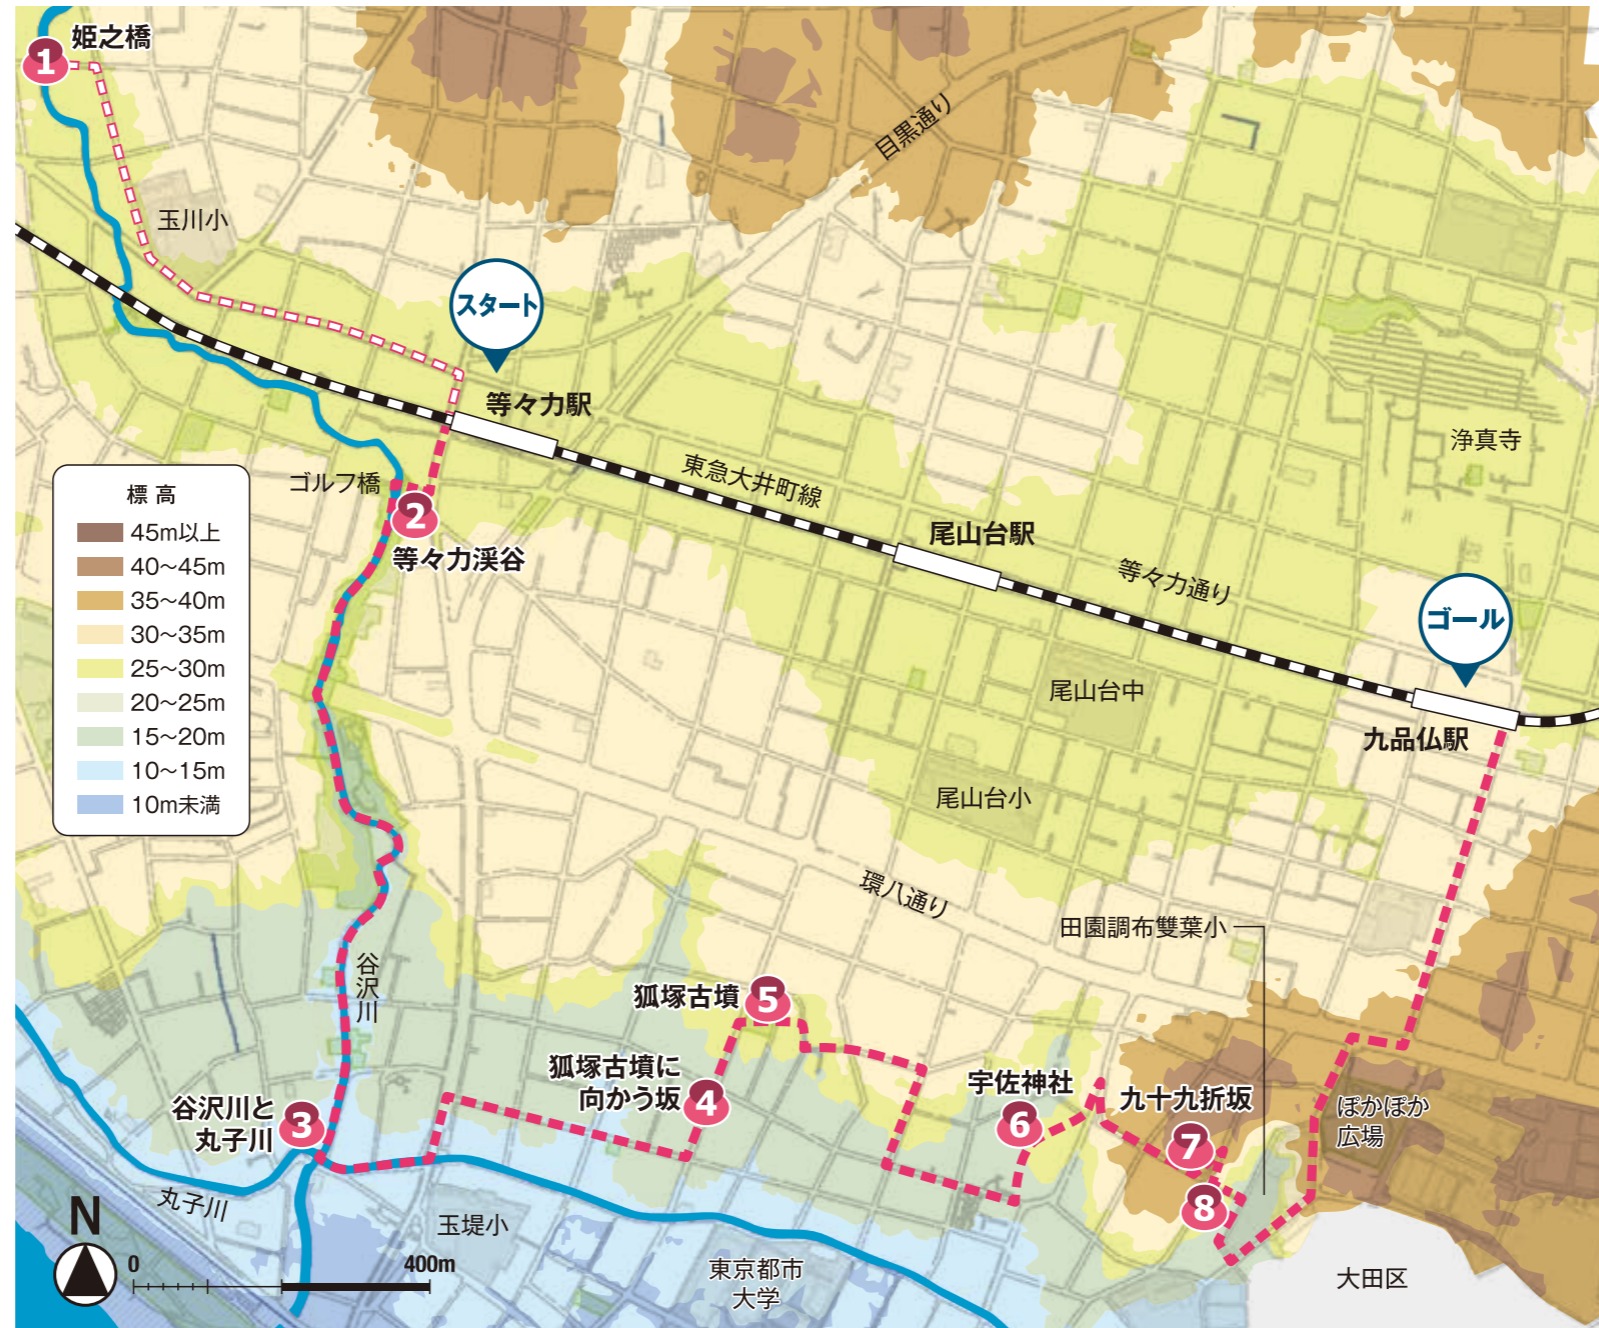 1
姫之橋
目黒通り
玉川小
スタート
等々力駅
東急大井町線
浄真寺
ゴルフ橋
2
等々力渓谷
尾山台駅
等々力通り
ゴール
九品仏駅
尾山台中
尾山台小
標 高
45m以上
40〜45m
35〜40m
30〜35m
25〜30m
20〜25m
15〜20m
10〜15m
10m未満
環八通り
田園調布雙葉小
谷沢川
狐塚古墳
5
狐塚古墳に
向かう坂
4
宇佐神社
6
九十九折坂
7
8
ぽかぽか
広場
谷沢川と
丸子川
3
丸子川
玉堤小
東京都市
大学
大田区
N
0
400m